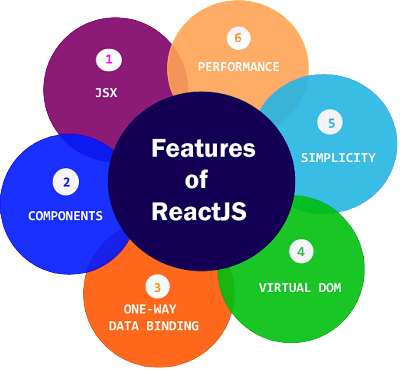 Features
of
ReactJS
1
JSX
2
COMPONENTS
3
ONE-WAY
DATA BINDING
4
VIRTUAL DOM
5
SIMPLICITY
6
PERFORMANCE